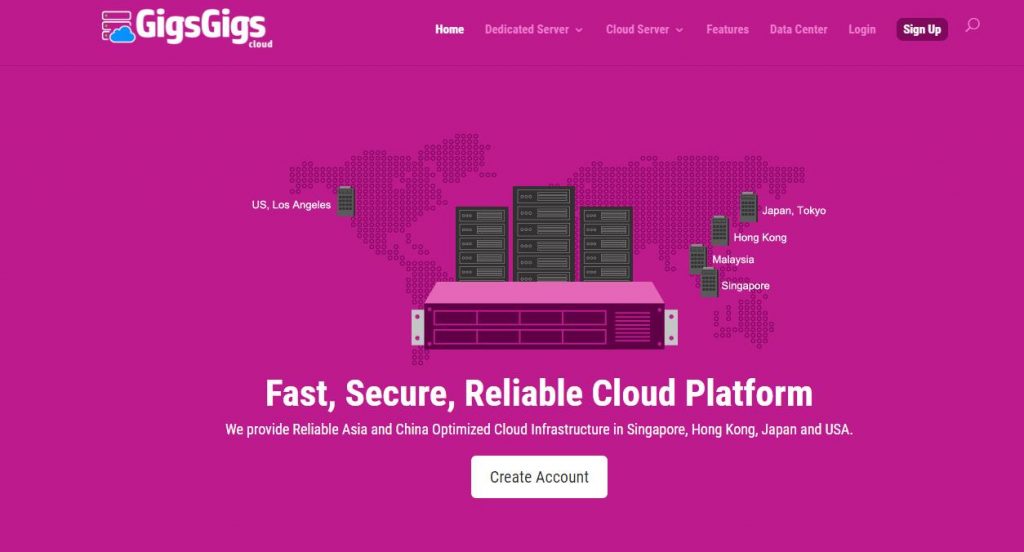 GigsGigs
cloud
Home Dedicated Server Cloud Server Features Data Center Login Sign Up
US, Los Angeles
Japan, Tokyo
Hong Kong
Malaysia
Singapore
Fast, Secure, Reliable Cloud Platform
We provide Reliable Asia and China Optimized Cloud Infrastructure in Singapore, Hong Kong, Japan and USA.
Create Account